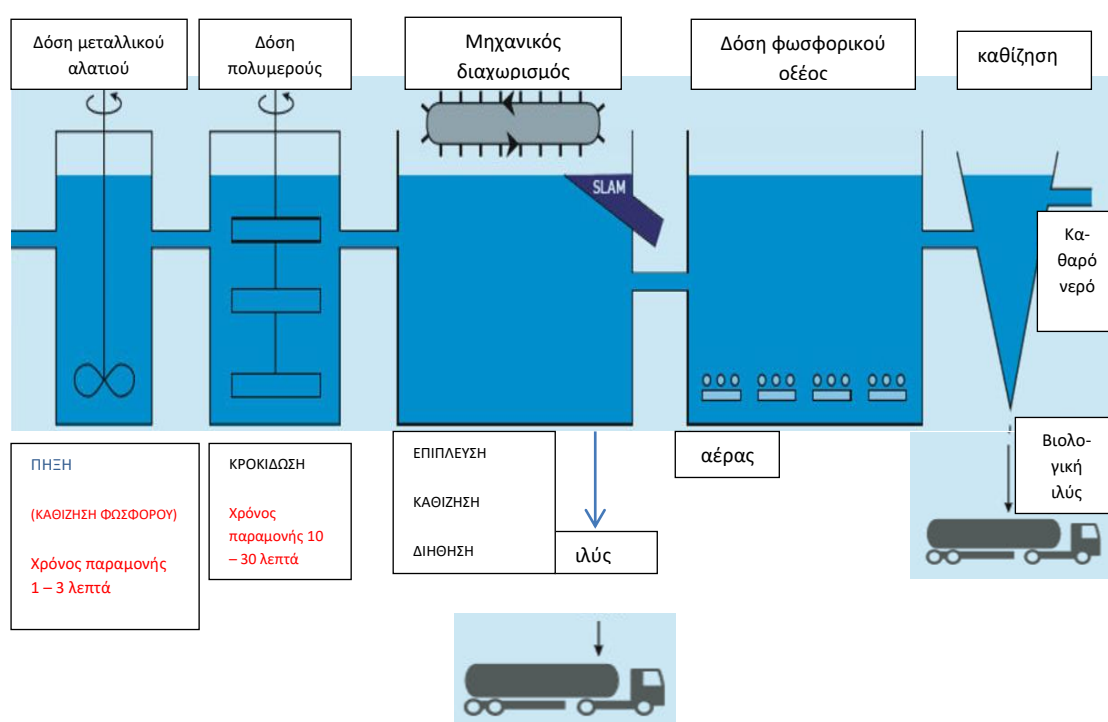 Δόση μεταλλικού
αλατιού
Δόση
πολυμερούς
Μηχανικός
διαχωρισμός
Δόση φωσφορικού
οξέος
καθίζηση
SLAM
Κα-
θαρό
νερό
ΠΗΞΗ
(ΚΑΘΙΖΗΣΗ ΦΩΣΦΟΡΟΥ)
Χρόνος παραμονής
1 – 3 λεπτά
ΚΡΟΚΙΔΩΣΗ
Χρόνος
παραμονής 10
– 30 λεπτά
ΕΠΙΠΛΕΥΣΗ
ΚΑΘΙΖΗΣΗ
ΔΙΗΘΗΣΗ
ιλύς
αέρας
Βιολο-
γική
ιλύς